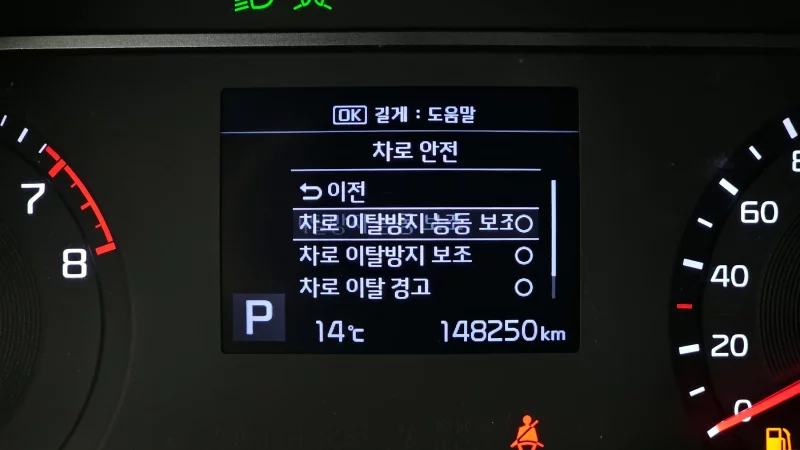 OK 길게 : 도움말
차로 안전
이전
차로 이탈방지 능동 보조
차로 이탈방지 보조
차로 이탈 경고
P
14℃
148250km
7
8
60
40
20
0